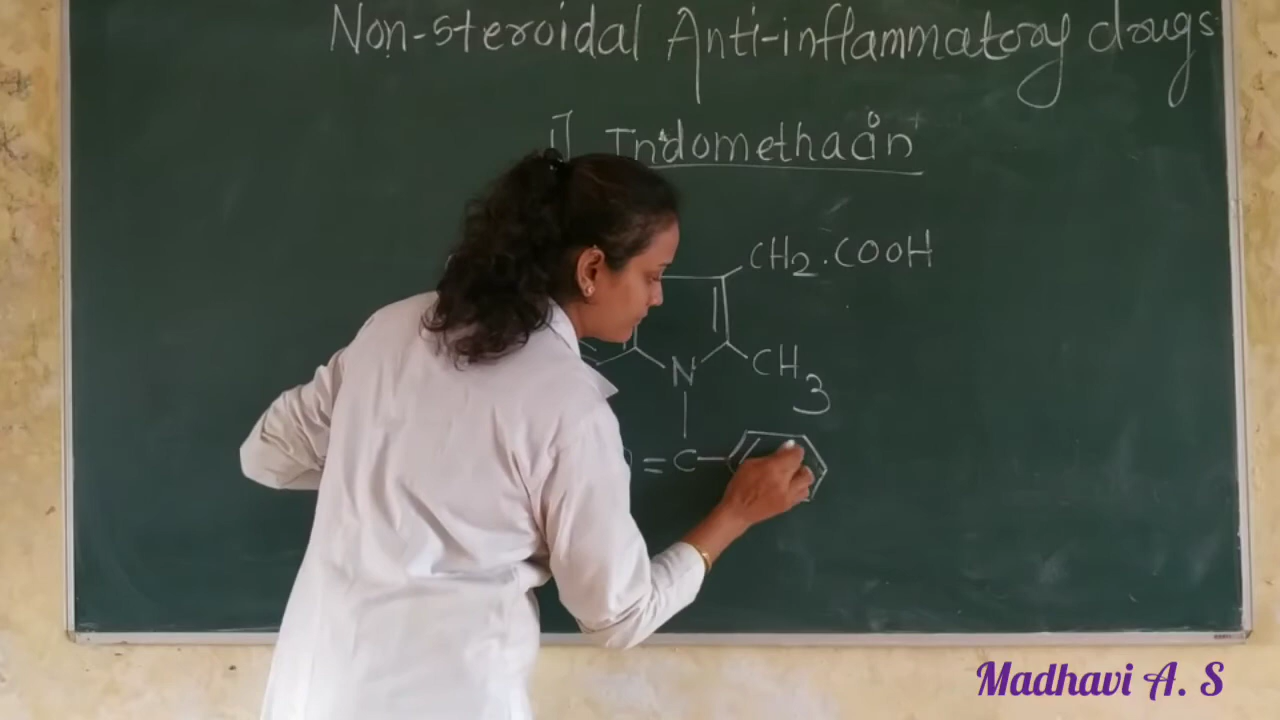 Non-steroidal Anti-inflammatory drugs
1] Indomethacin
CH2.COOH
N
CH3
=C-
Madhavi A. S